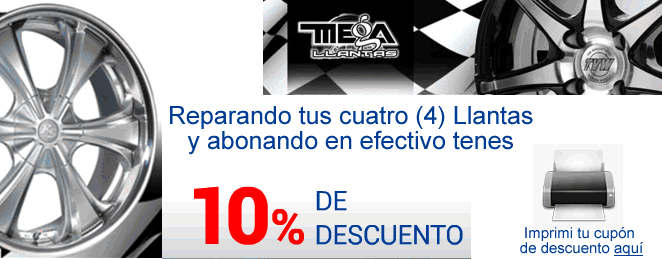 MEGA
LLANTAS
TYW
Reparando tus cuatro (4) Llantas
y abonando en efectivo tenes
10% DE
DESCUENTO
Imprimi tu cupón
de descuento aquí